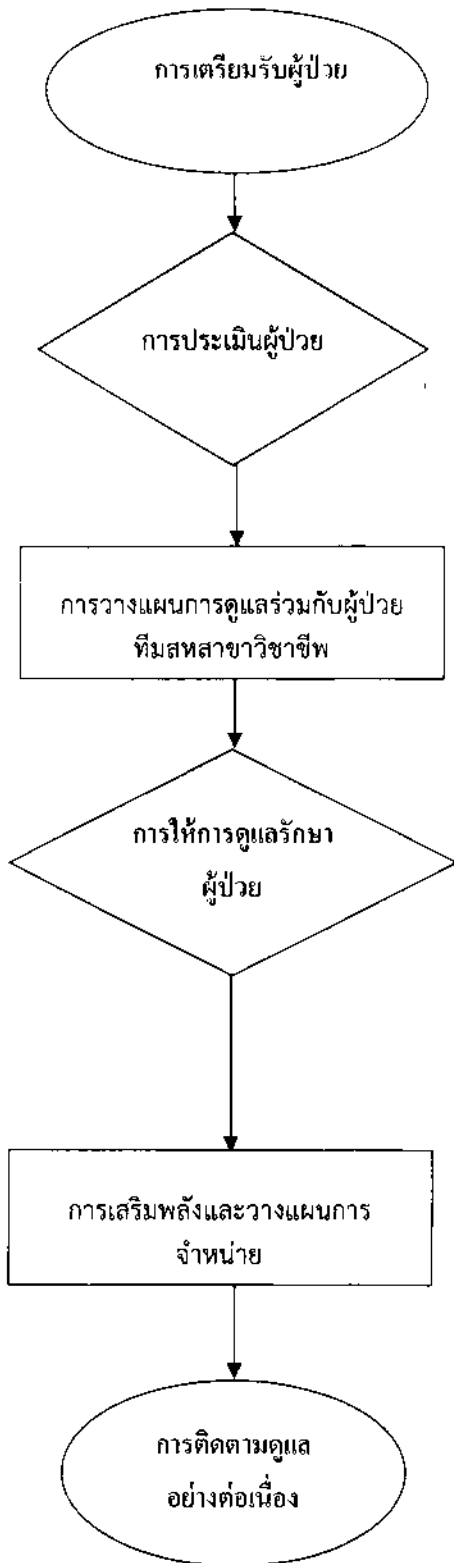 การเตรียมรับผู้ป่วย
การประเมินผู้ป่วย
การวางแผนการดูแลร่วมกับผู้ป่วย
ทีมสหสาขาวิชาชีพ
การให้การดูแลรักษา
ผู้ป่วย
การเสริมพลังและวางแผนการ
จำหน่าย
การติดตามดูแล
อย่างต่อเนื่อง